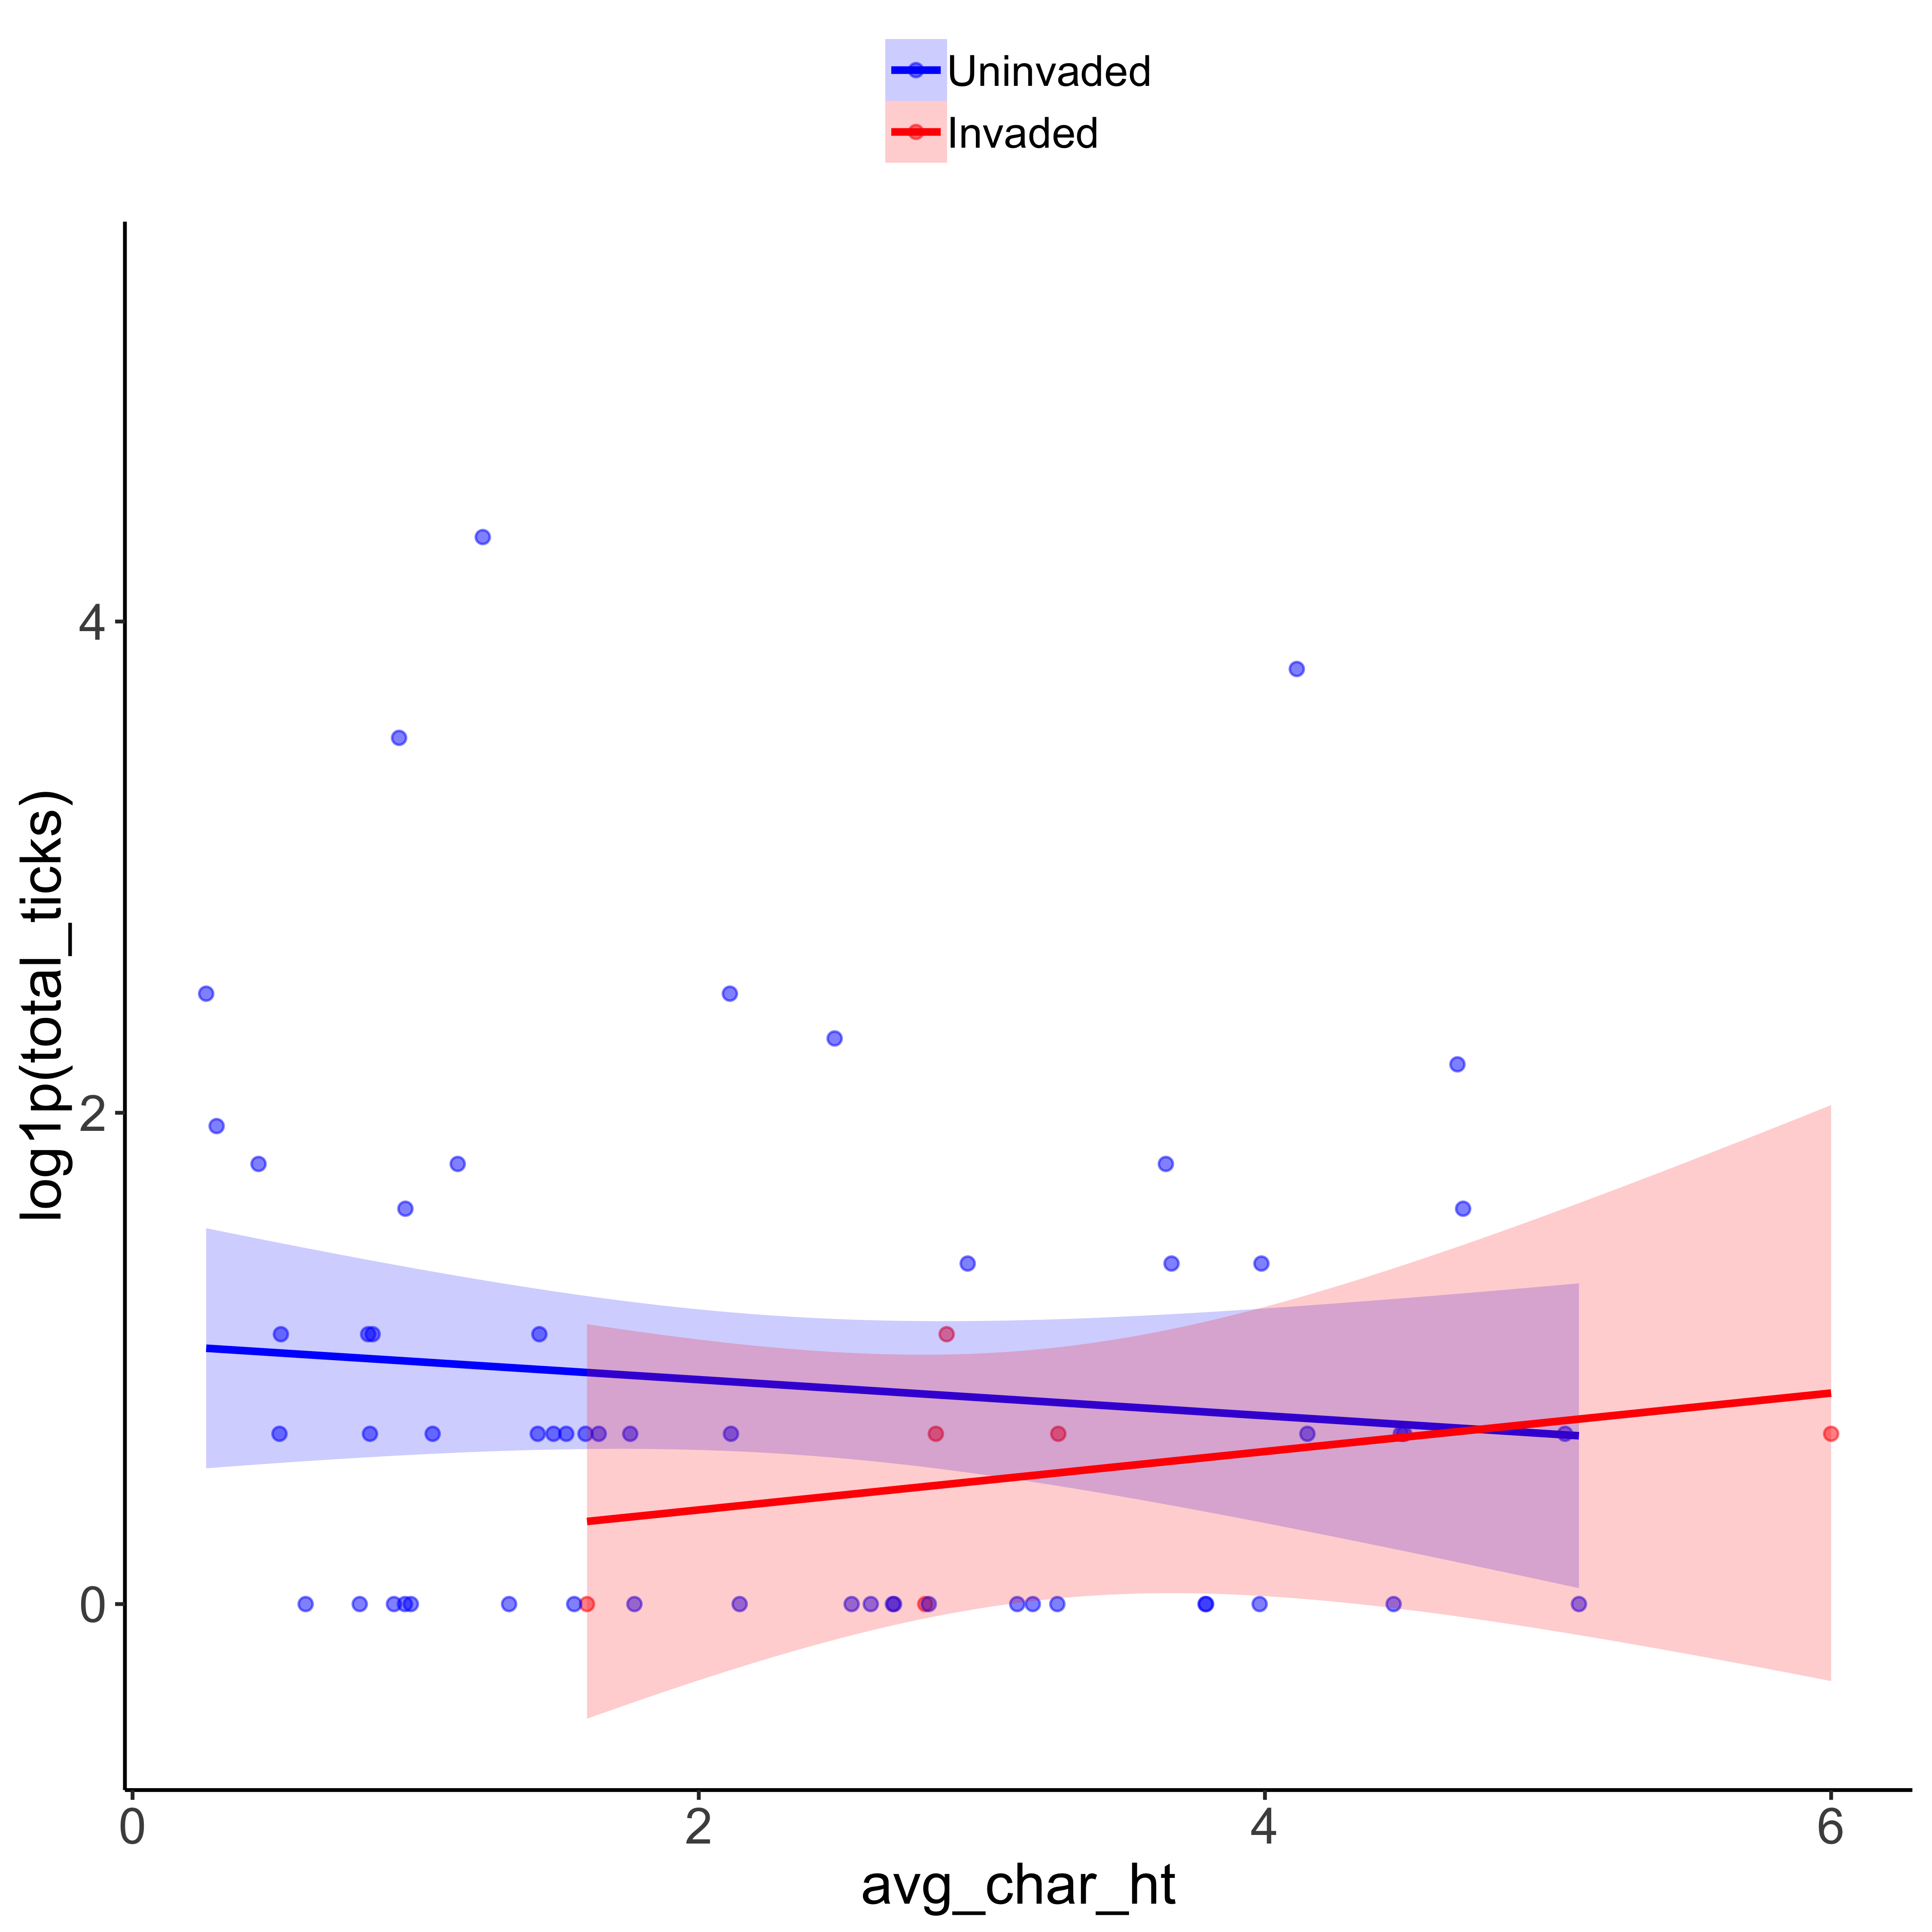 Uninvaded
Invaded
log1p(total_ticks)
4
2
0
0 2 4 6
avg_char_ht